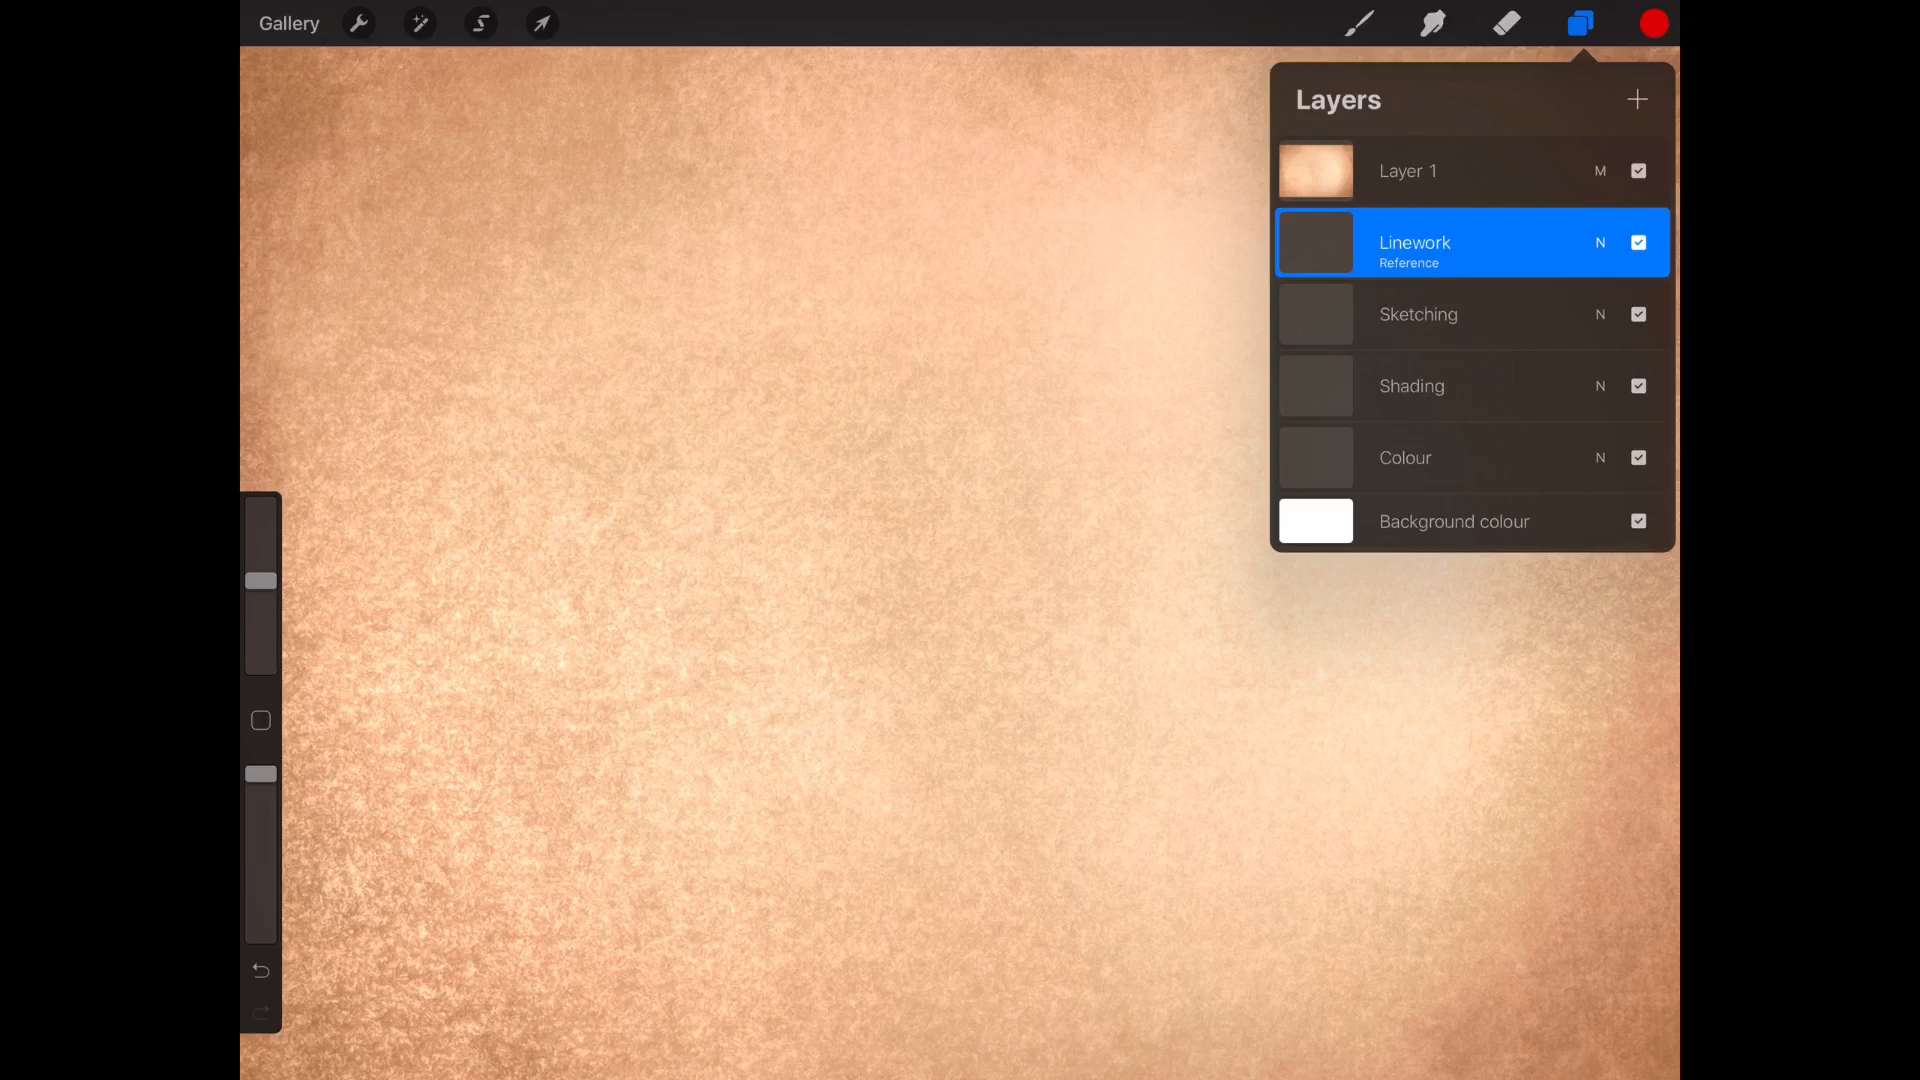 Gallery
Layers
Layer 1 M
Linework N
Reference
Sketching N
Shading N
Colour N
Background colour